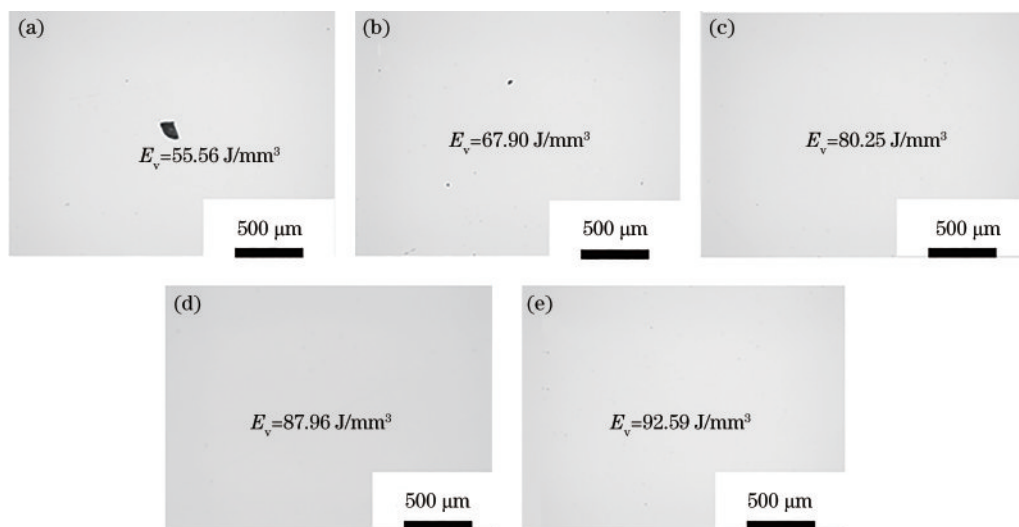 (a)
E_v=55.56 J/mm³
500 μm
(b)
E_v=67.90 J/mm³
500 μm
(c)
E_v=80.25 J/mm³
500 μm
(d)
E_v=87.96 J/mm³
500 μm
(e)
E_v=92.59 J/mm³
500 μm